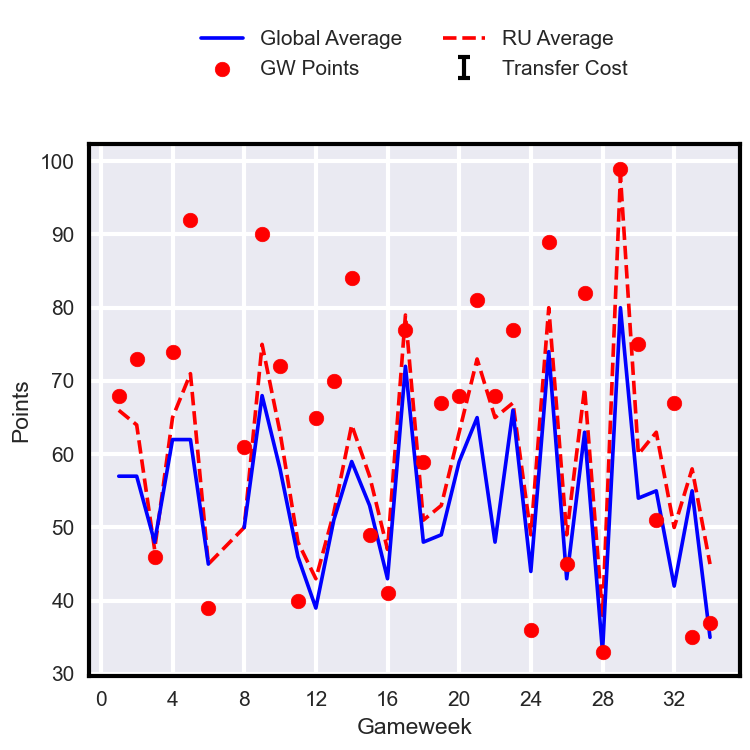 Global Average
RU Average
GW Points
Transfer Cost
100
90
80
70
60
50
40
30
Points
0 4 8 12 16 20 24 28 32
Gameweek